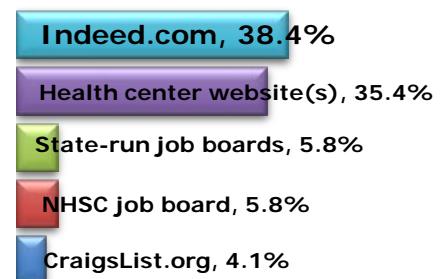 Indeed.com, 38.4%
Health center website(s), 35.4%
State-run job boards, 5.8%
NHSC job board, 5.8%
CraigsList.org, 4.1%